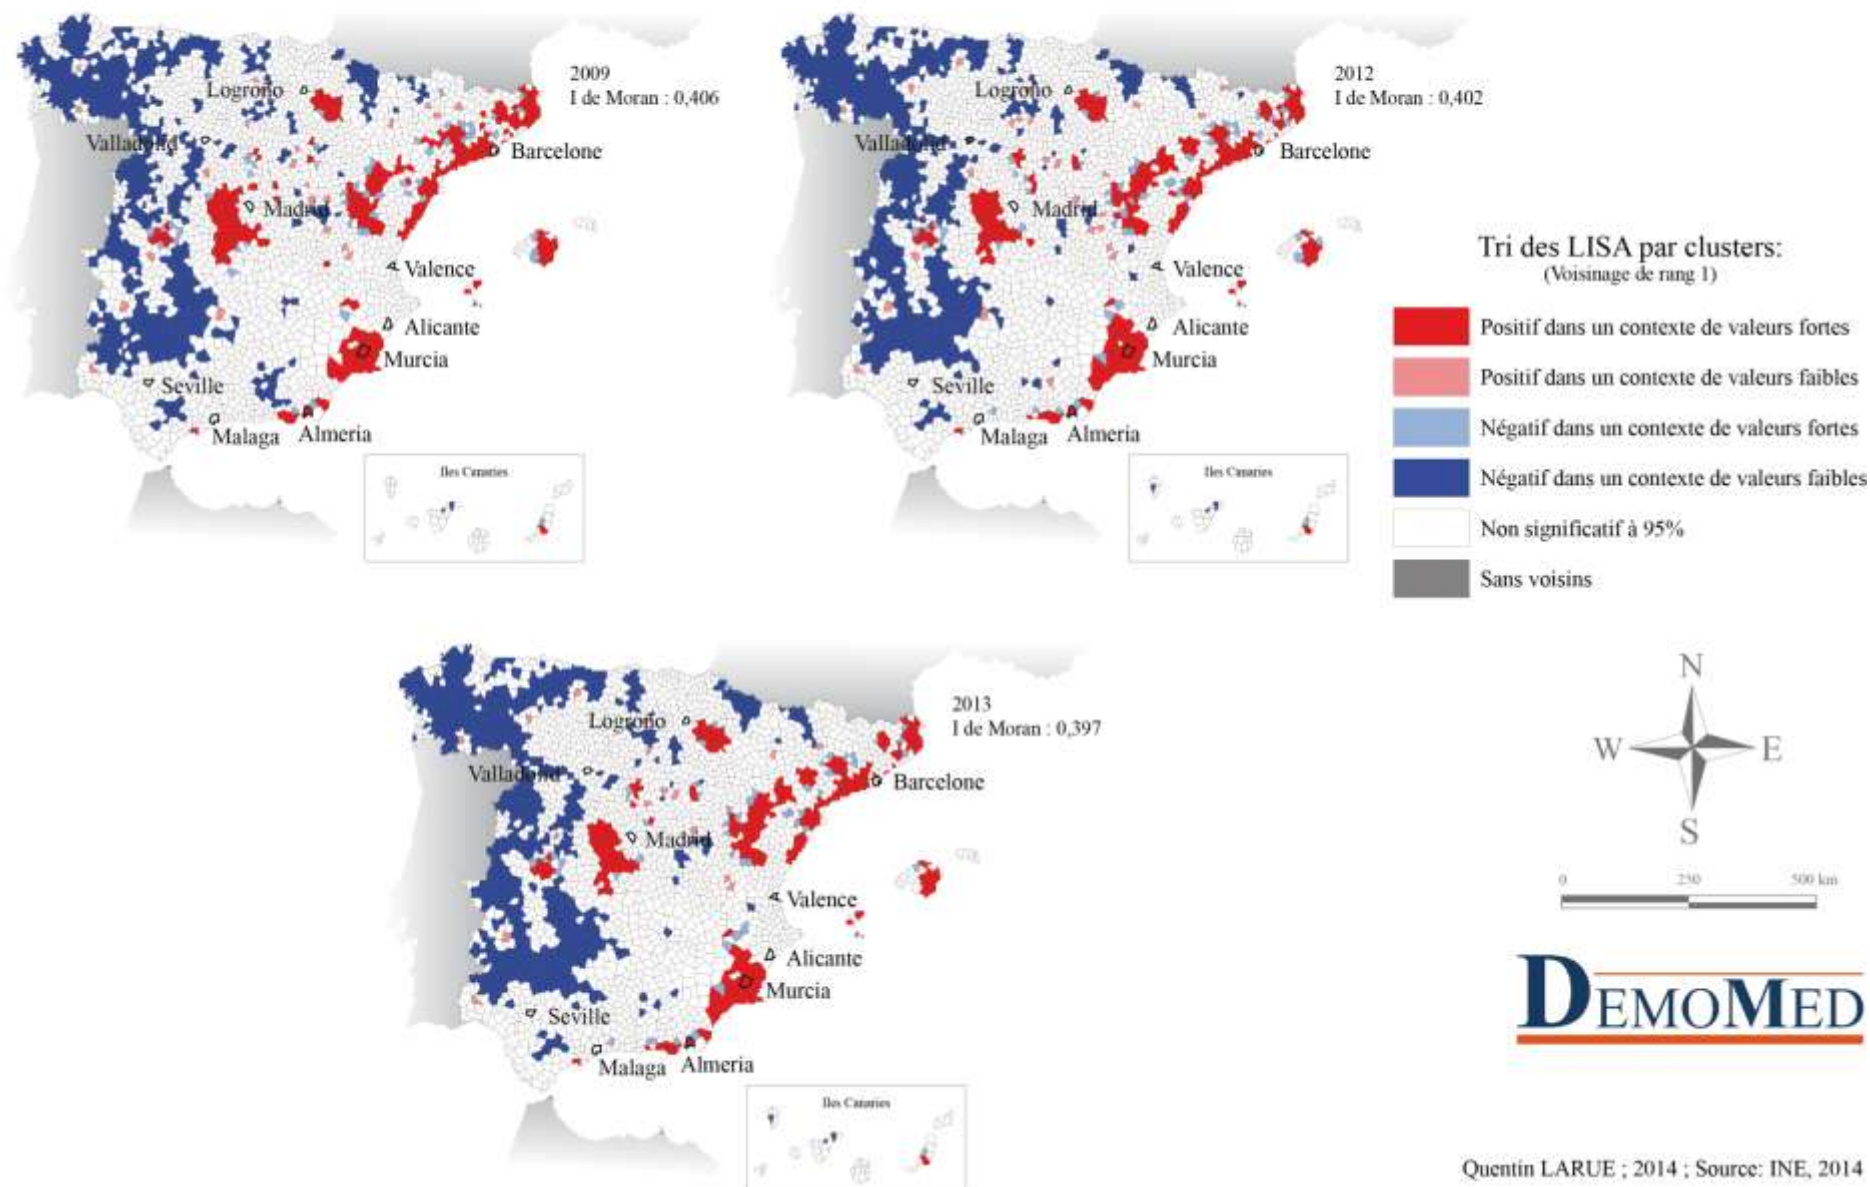 2009
I de Moran : 0,406
Logroño
Valladolid
Barcelone
Madrid
Valence
Alicante
Murcia
Seville
Malaga
Almeria
Iles Canaries
2012
I de Moran : 0,402
Logroño
Valladolid
Barcelone
Madrid
Valence
Alicante
Murcia
Seville
Malaga
Almeria
Iles Canaries
Tri des LISA par clusters:
(Voisinage de rang 1)
Positif dans un contexte de valeurs fortes
Positif dans un contexte de valeurs faibles
Négatif dans un contexte de valeurs fortes
Négatif dans un contexte de valeurs faibles
Non significatif à 95%
Sans voisins
2013
I de Moran : 0,397
Logroño
Valladolid
Barcelone
Madrid
Valence
Alicante
Murcia
Seville
Malaga
Almeria
Iles Canaries
N
W E
S
0 250 500 km
DEMOMED
Quentin LARUE ; 2014 ; Source: INE, 2014